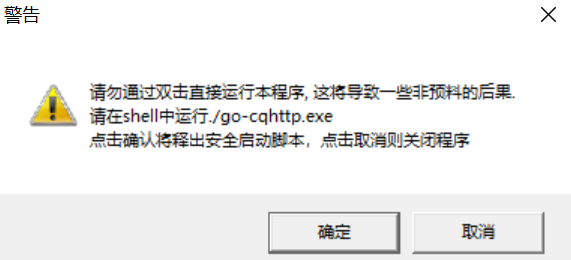 警告
请勿通过双击直接运行本程序, 这将导致一些非预料的后果.
请在shell中运行./go-cqhttp.exe
点击确认将释出安全启动脚本，点击取消则关闭程序
确定
取消